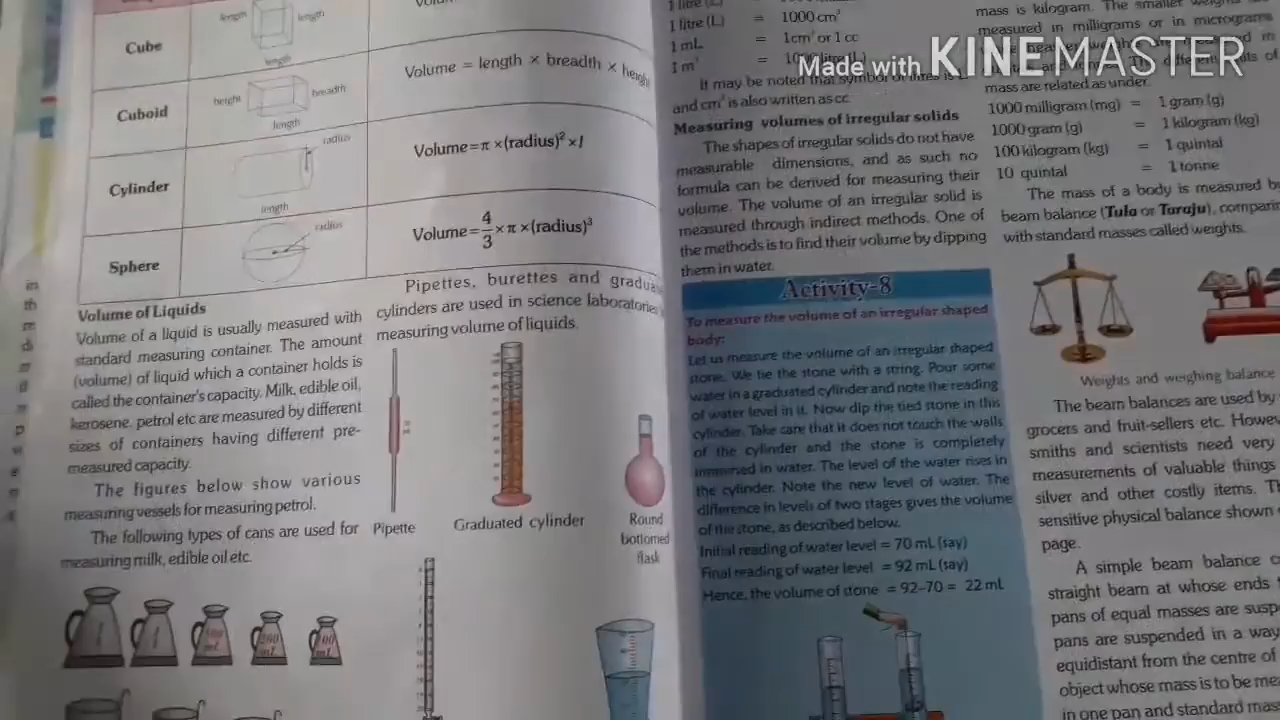 Made with KINEMASTER
Cube
length
length
length
Volume = length × breadth × height
Cuboid
height
breadth
length
Volume=π ×(radius)² ×l
Cylinder
radius
length
Volume=4/3×π ×(radius)³
Sphere
radius
Volume of Liquids
Volume of a liquid is usually measured with
standard measuring container. The amount
(volume) of liquid which a container holds is
called the container's capacity. Milk, edible oil,
kerosene, petrol etc are measured by different
sizes of containers having different pre-
measured capacity.
The figures below show various
measuring vessels for measuring petrol.
The following types of cans are used for
measuring milk, edible oil etc.
500
mL
200
mL
100
mL
Pipettes, burettes and
cylinders are used in science laboratories
measuring volume of liquids.
Pipette
Graduated cylinder
Round
bottomed
flask
1 litre (L) = 1000 cm³
1 mL = 1cm³ or 1 cc
1 m³ =
It may be noted that symbol of litres is L
and cm³ is also written as cc.
Measuring volumes of irregular solids
The shapes of irregular solids do not have
measurable dimensions, and as such no
formula can be derived for measuring their
volume. The volume of an irregular solid is
measured through indirect methods. One of
the methods is to find their volume by dipping
them in water.
Activity-8
To measure the volume of an irregular shaped
body:
Let us measure the volume of an irregular shaped
stone. We tie the stone with a string. Pour some
water in a graduated cylinder and note the reading
of water level in it. Now dip the tied stone in this
cylinder. Take care that it does not touch the walls
of the cylinder and the stone is completely
immersed in water. The level of the water rises in
the cylinder. Note the new level of water. The
difference in levels of two stages gives the volume
of the stone, as described below.
Initial reading of water level = 70 mL (say)
Final reading of water level = 92 mL (say)
Hence, the volume of stone = 92–70 = 22 mL
mass is kilogram. The smaller
measured in milligrams or in micrograms
mass are related as under:
1000 milligram (mg) = 1 gram (g)
1000 gram (g) = 1 kilogram (kg)
100 kilogram (kg) = 1 quintal
10 quintal = 1 tonne
The mass of a body is measured
beam balance (Tula or Taraju),
with standard masses called weights.
Weights and weighing balance
The beam balances are used by
grocers and fruit-sellers etc.
smiths and scientists need very
measurements of valuable things
silver and other costly items.
sensitive physical balance shown
page.
A simple beam balance
straight beam at whose ends
pans of equal masses are
pans are suspended in a way
equidistant from the centre of
object whose mass is to be
in one pan and standard